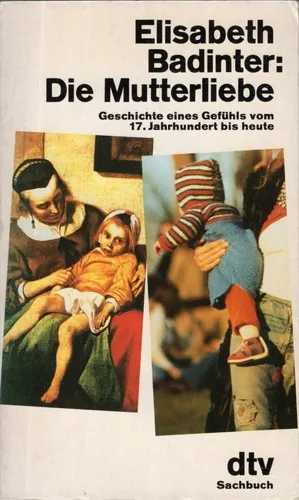 Elisabeth
Badinter:
Die Mutterliebe
Geschichte eines Gefühls vom
17. Jahrhundert bis heute
dtv
Sachbuch